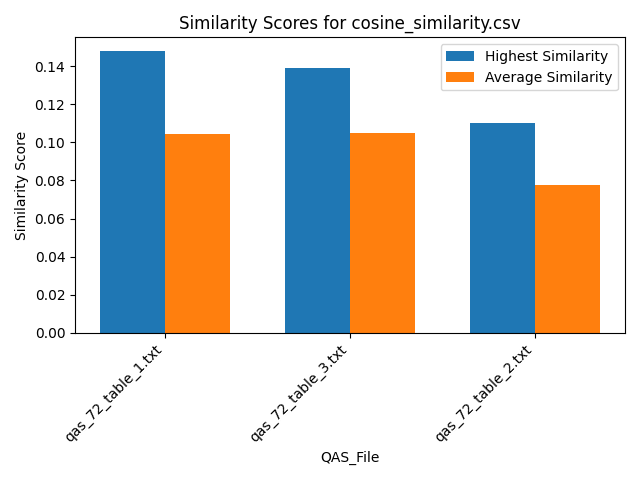 Similarity Scores for cosine_similarity.csv
Highest Similarity
Average Similarity
Similarity Score
0.14
0.12
0.10
0.08
0.06
0.04
0.02
0.00
qas_72_table_1.txt
qas_72_table_3.txt
qas_72_table_2.txt
QAS_File